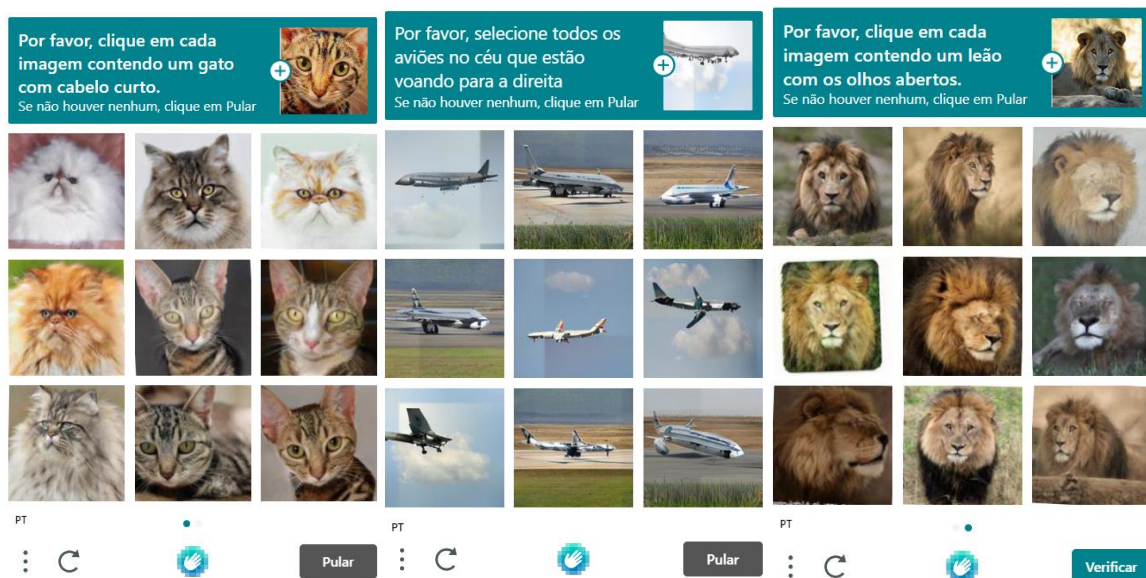 Por favor, clique em cada
imagem contendo um gato
com cabelo curto.
Se não houver nenhum, clique em Pular
PT
Pular
Por favor, selecione todos os
aviões no céu que estão
voando para a direita
Se não houver nenhum, clique em Pular
PT
Pular
Por favor, clique em cada
imagem contendo um leão
com os olhos abertos.
Se não houver nenhum, clique em Pular
PT
Verificar